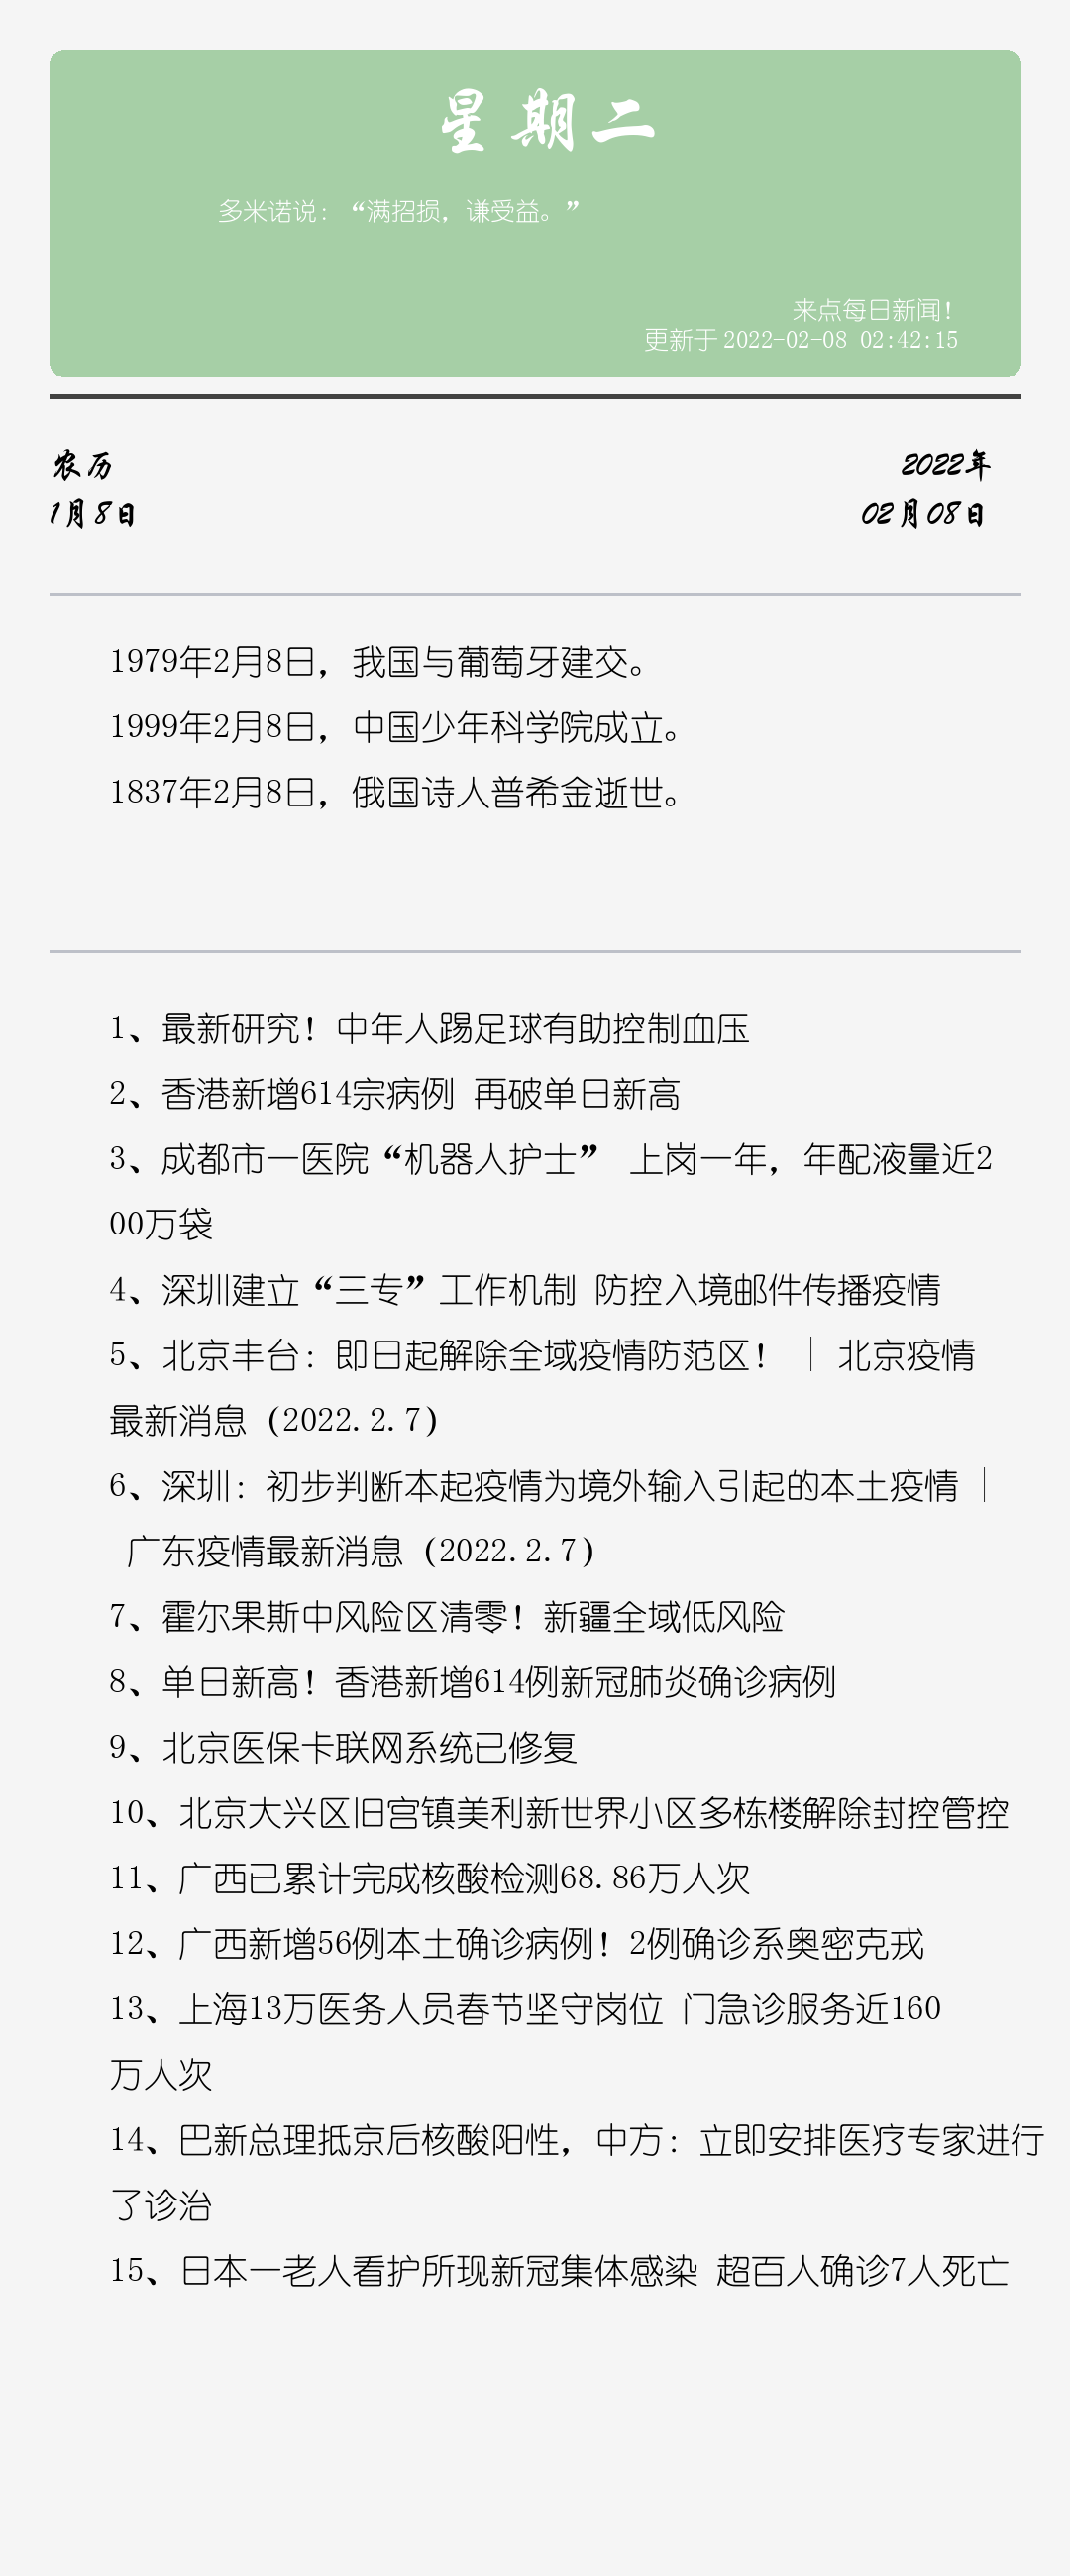 星期二
多米诺说：“满招损，谦受益。”
来点每日新闻！
更新于 2022-02-08 02:42:15
农历
2022年
1月8日
02月08日
1979年2月8日，我国与葡萄牙建交。
1999年2月8日，中国少年科学院成立。
1837年2月8日，俄国诗人普希金逝世。
1、最新研究！中年人踢足球有助控制血压
2、香港新增614宗病例 再破单日新高
3、成都市一医院“机器人护士” 上岗一年，年配液量近2
00万袋
4、深圳建立“三专”工作机制 防控入境邮件传播疫情
5、北京丰台：即日起解除全域疫情防范区！ ｜ 北京疫情
最新消息（2022.2.7）
6、深圳：初步判断本起疫情为境外输入引起的本土疫情｜
广东疫情最新消息（2022.2.7）
7、霍尔果斯中风险区清零！新疆全域低风险
8、单日新高！香港新增614例新冠肺炎确诊病例
9、北京医保卡联网系统已修复
10、北京大兴区旧宫镇美利新世界小区多栋楼解除封控管控
11、广西已累计完成核酸检测68.86万人次
12、广西新增56例本土确诊病例！2例确诊系奥密克戎
13、上海13万医务人员春节坚守岗位 门急诊服务近160
万人次
14、巴新总理抵京后核酸阳性，中方：立即安排医疗专家进行
了诊治
15、日本一老人看护所现新冠集体感染 超百人确诊7人死亡